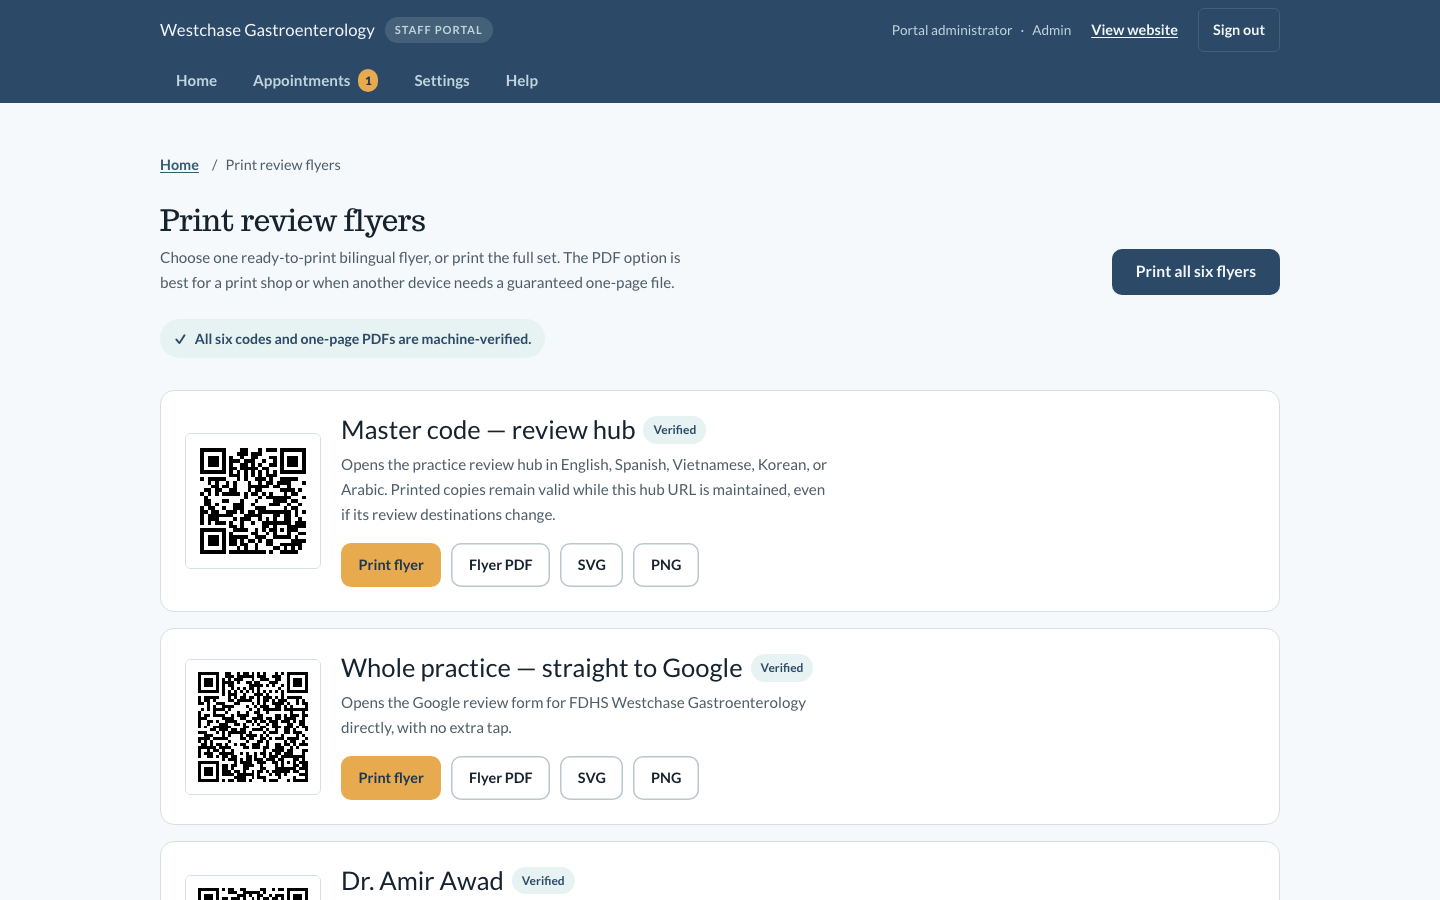 Westchase Gastroenterology STAFF PORTAL
Portal administrator · Admin View website Sign out
Home Appointments 1 Settings Help
Home / Print review flyers
Print review flyers
Choose one ready-to-print bilingual flyer, or print the full set. The PDF option is
best for a print shop or when another device needs a guaranteed one-page file.
Print all six flyers
✓ All six codes and one-page PDFs are machine-verified.
Master code — review hub Verified
Opens the practice review hub in English, Spanish, Vietnamese, Korean, or
Arabic. Printed copies remain valid while this hub URL is maintained, even
if its review destinations change.
Print flyer Flyer PDF SVG PNG
Whole practice — straight to Google Verified
Opens the Google review form for FDHS Westchase Gastroenterology
directly, with no extra tap.
Print flyer Flyer PDF SVG PNG
Dr. Amir Awad Verified